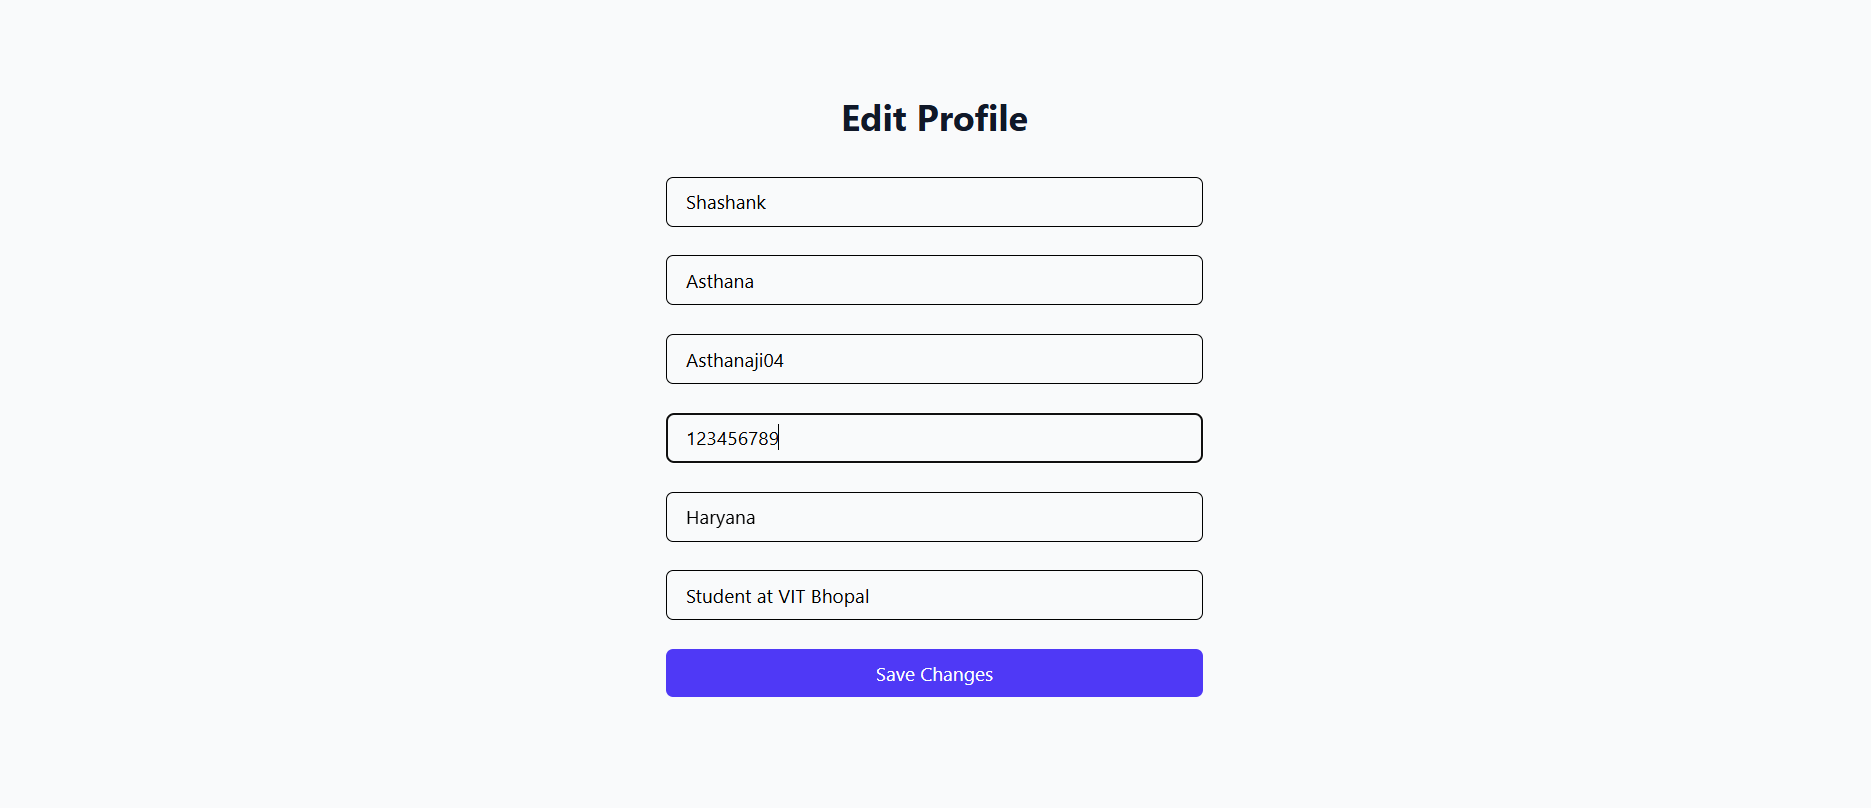 Edit Profile
Shashank
Asthana
Asthanaji04
123456789
Haryana
Student at VIT Bhopal
Save Changes